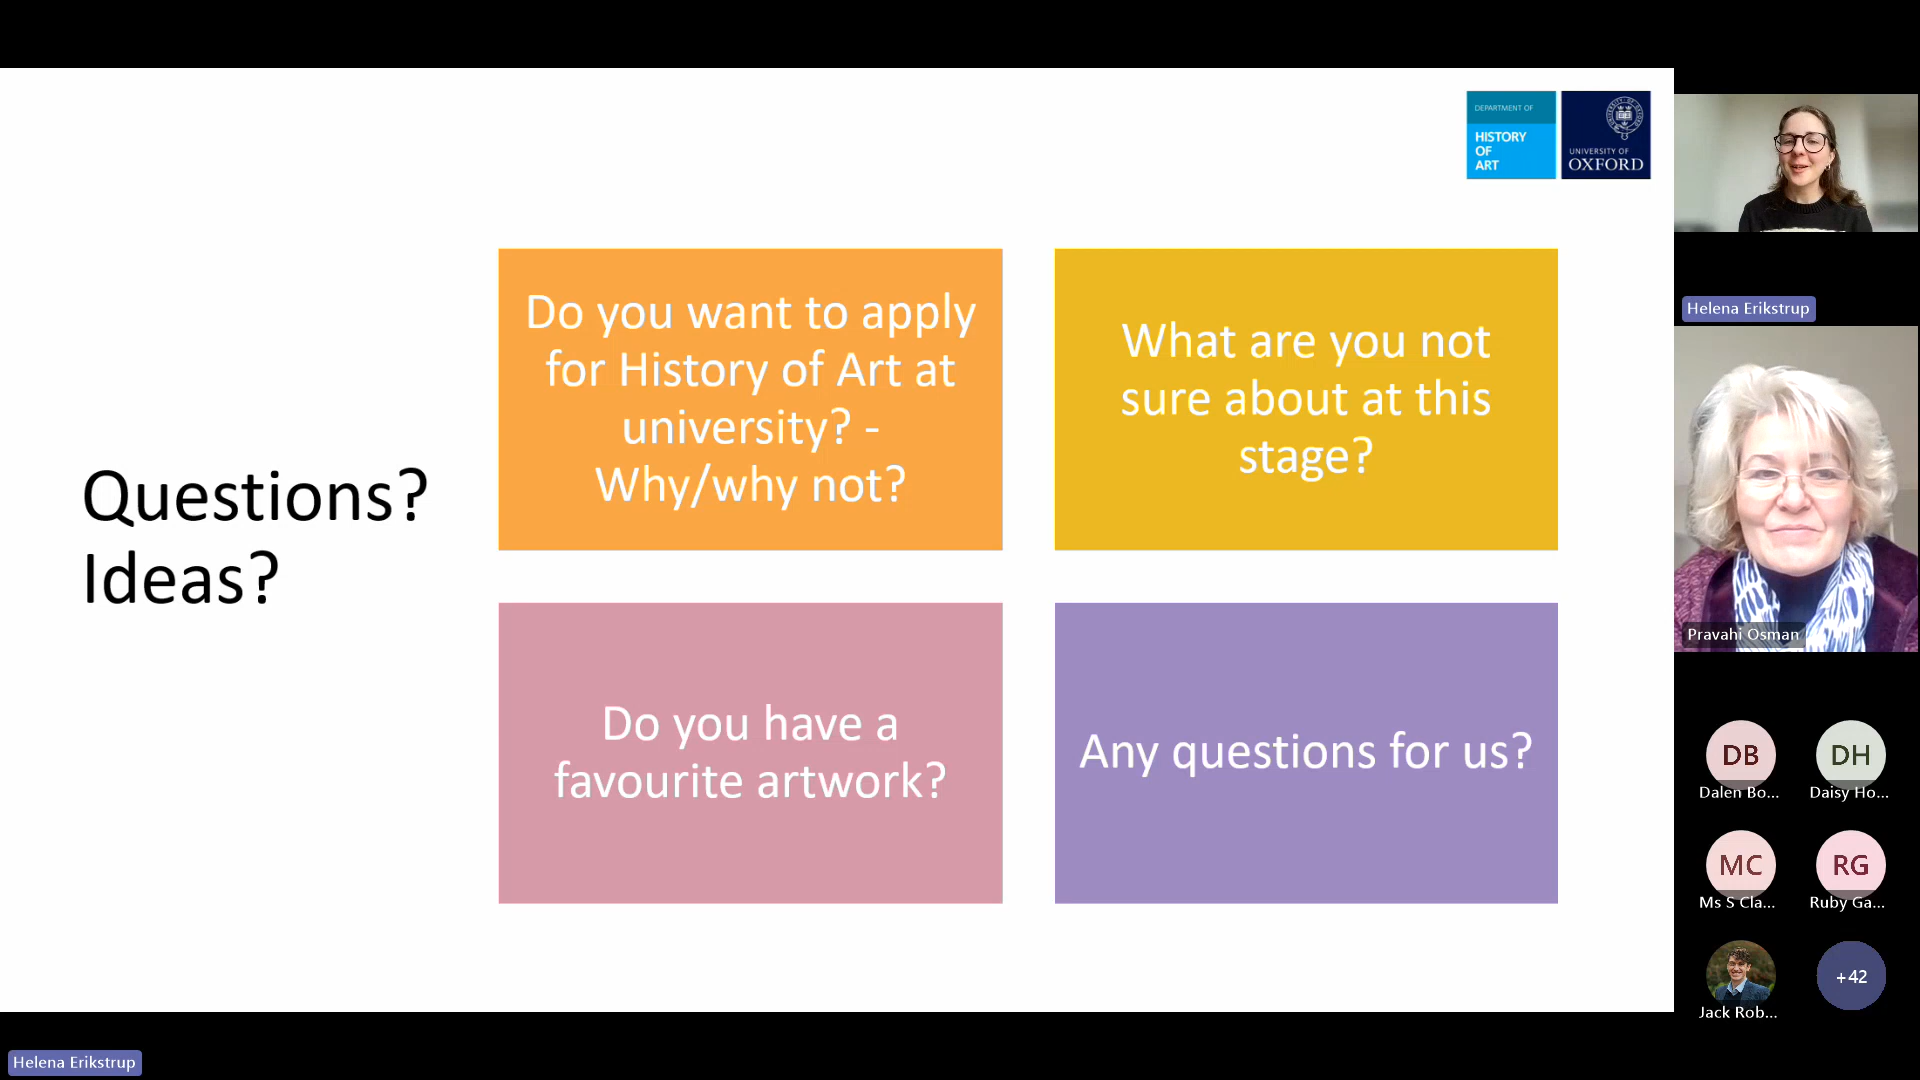 DEPARTMENT OF
HISTORY
OF
ART
UNIVERSITY OF
OXFORD
Questions?
Ideas?
Do you want to apply
for History of Art at
university? -
Why/why not?
What are you not
sure about at this
stage?
Do you have a
favourite artwork?
Any questions for us?
Helena Erikstrup
Pravahi Osman
DB
Dalen Bo...
DH
Daisy Ho...
MC
Ms S Cla...
RG
Ruby Ga...
Jack Rob...
+42
Helena Erikstrup